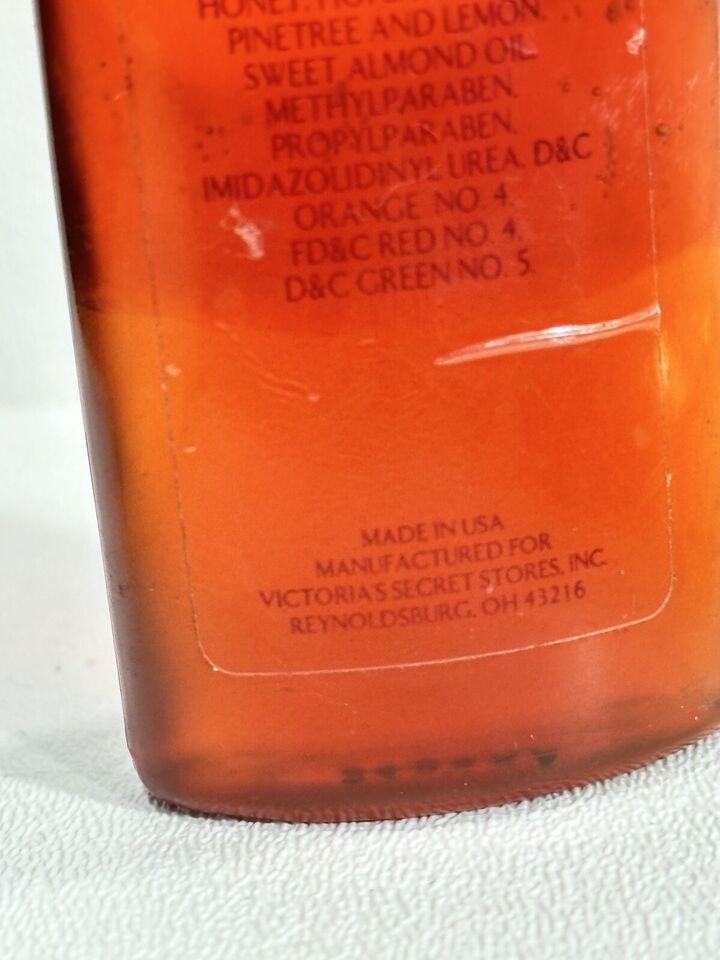 HONEY,
PINETREE AND LEMON,
SWEET ALMOND OIL.
METHYLPARABEN,
PROPYLPARABEN,
IMIDAZOLIDINYL UREA, D&C
ORANGE NO. 4,
FD&C RED NO. 4,
D&C GREEN NO. 5.
MADE IN USA
MANUFACTURED FOR
VICTORIA'S SECRET STORES, INC.
REYNOLDSBURG, OH 43216